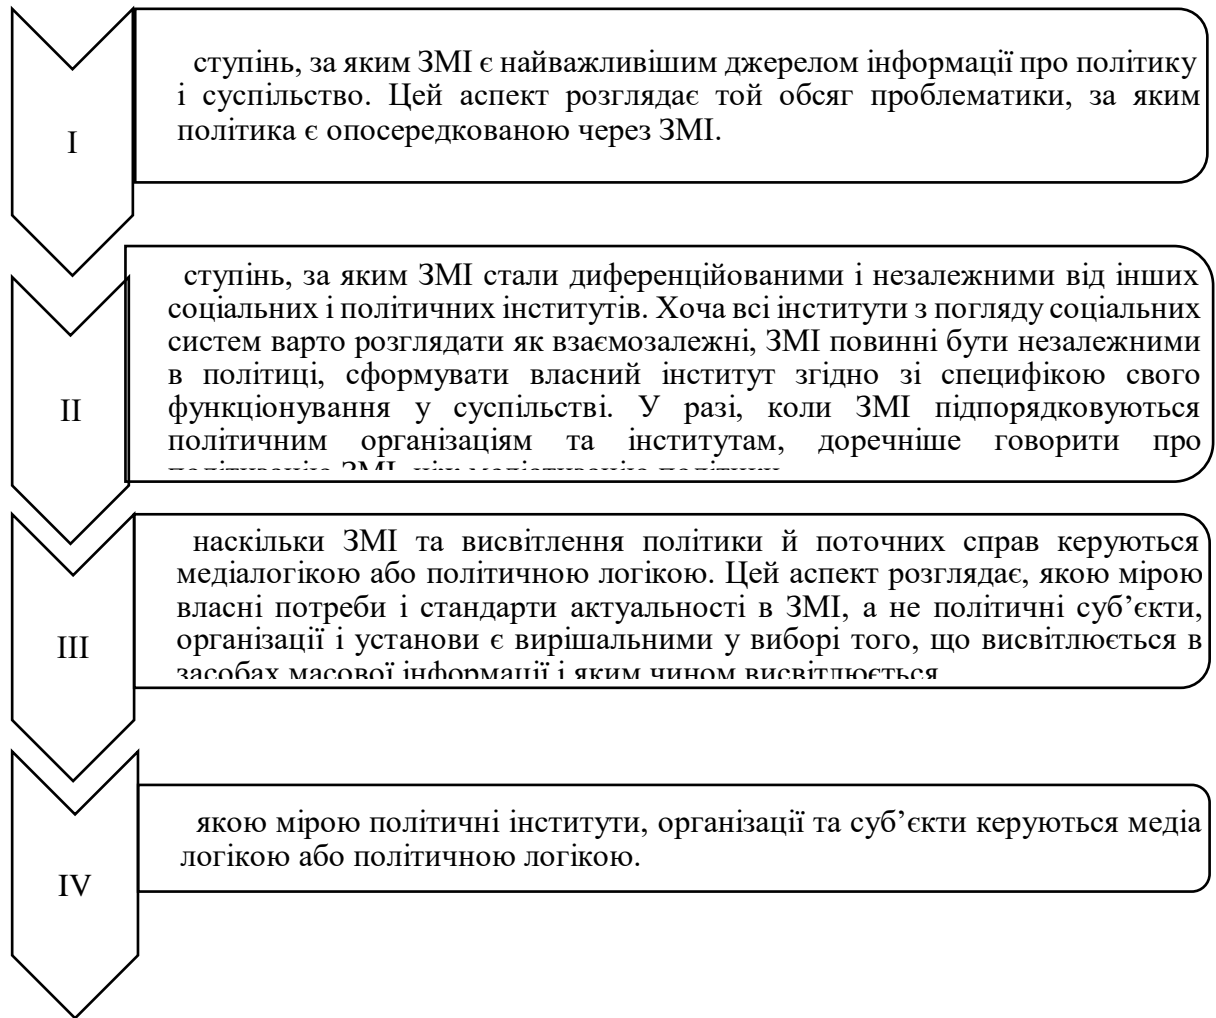 I
ступінь, за яким ЗМІ є найважливішим джерелом інформації про політику
і суспільство. Цей аспект розглядає той обсяг проблематики, за яким
політика є опосередкованою через ЗМІ.
II
ступінь, за яким ЗМІ стали диференційованими і незалежними від інших
соціальних і політичних інститутів. Хоча всі інститути з погляду соціальних
систем варто розглядати як взаємозалежні, ЗМІ повинні бути незалежними
в політиці, сформувати власний інститут згідно зі специфікою свого
функціонування у суспільстві. У разі, коли ЗМІ підпорядковуються
політичним організаціям та інститутам, доречніше говорити про
III
наскільки ЗМІ та висвітлення політики й поточних справ керуються
медіалогікою або політичною логікою. Цей аспект розглядає, якою мірою
власні потреби і стандарти актуальності в ЗМІ, а не політичні суб’єкти,
організації і установи є вирішальними у виборі того, що висвітлюється в
засобах масової інформації і яким чином висвітлюється
IV
якою мірою політичні інститути, організації та суб’єкти керуються медіа
логікою або політичною логікою.